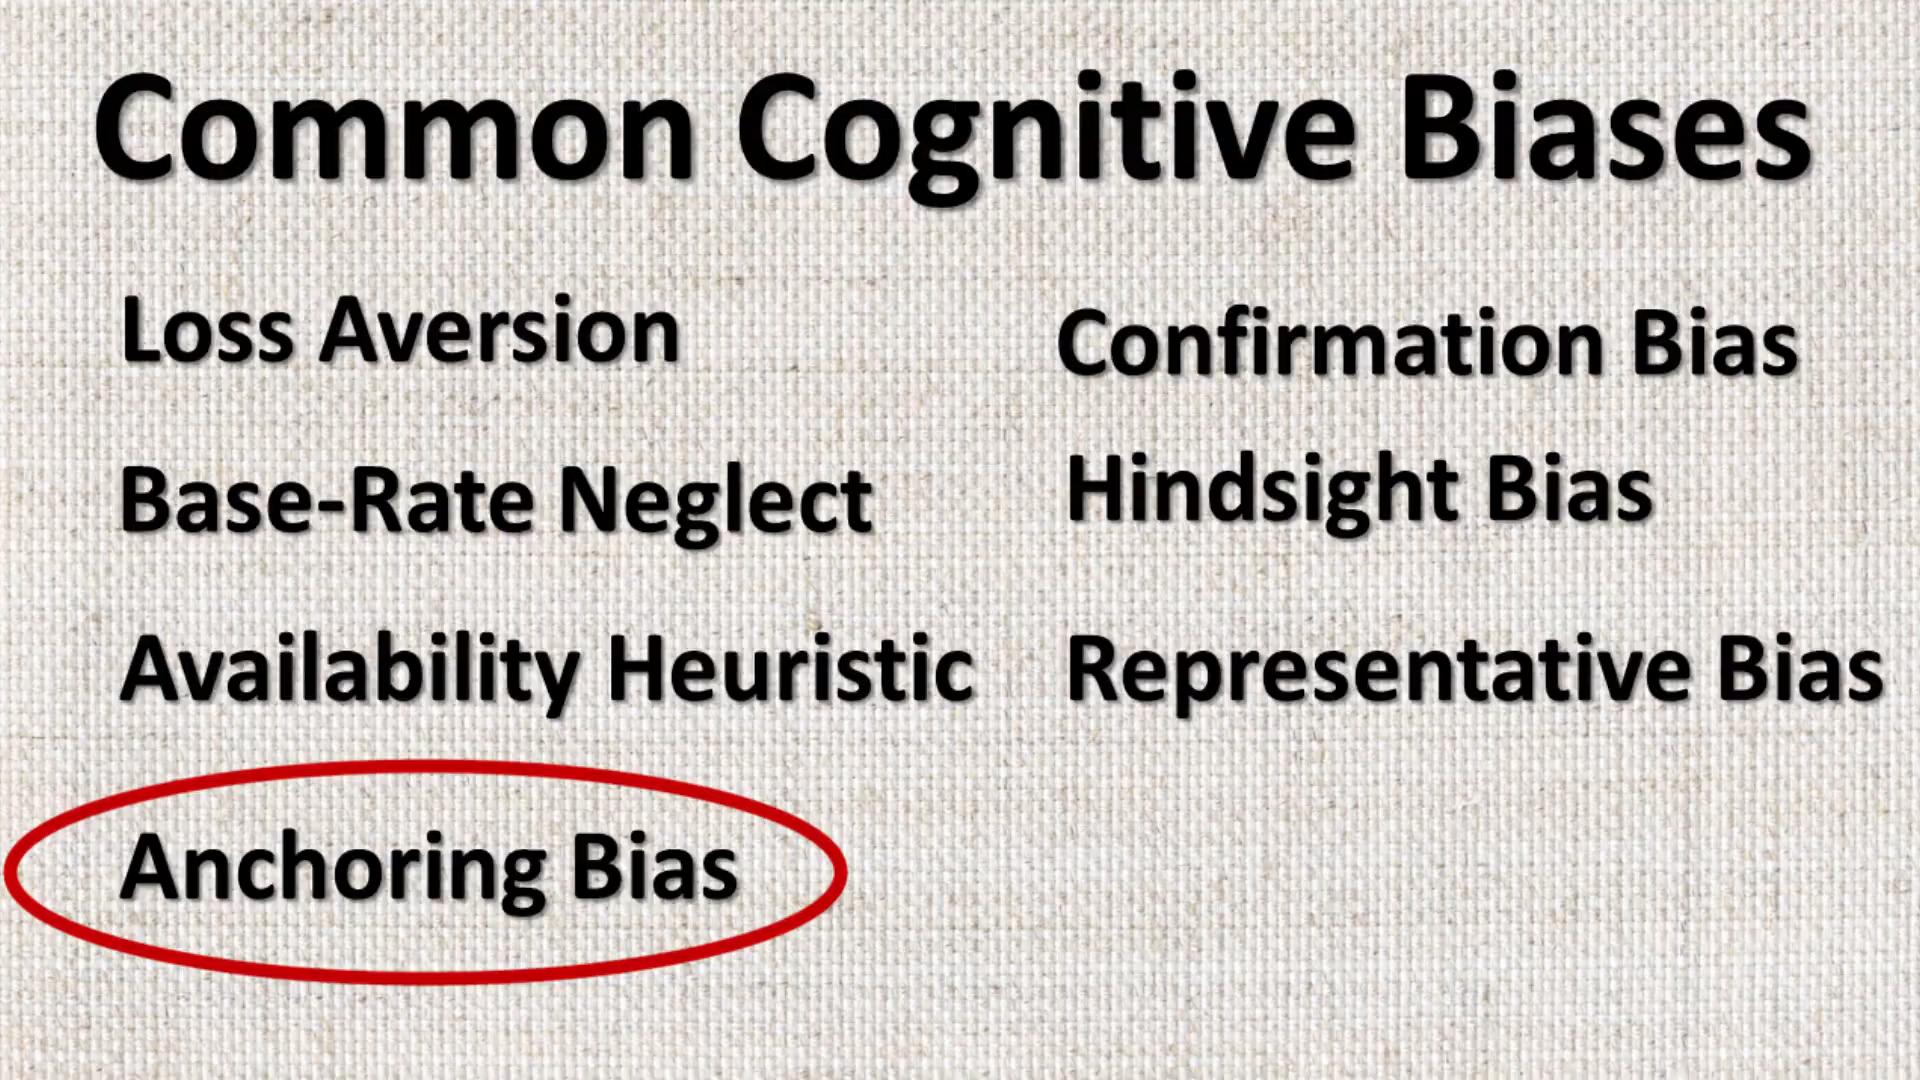 Common Cognitive Biases
Loss Aversion
Base-Rate Neglect
Availability Heuristic
Anchoring Bias
Confirmation Bias
Hindsight Bias
Representative Bias